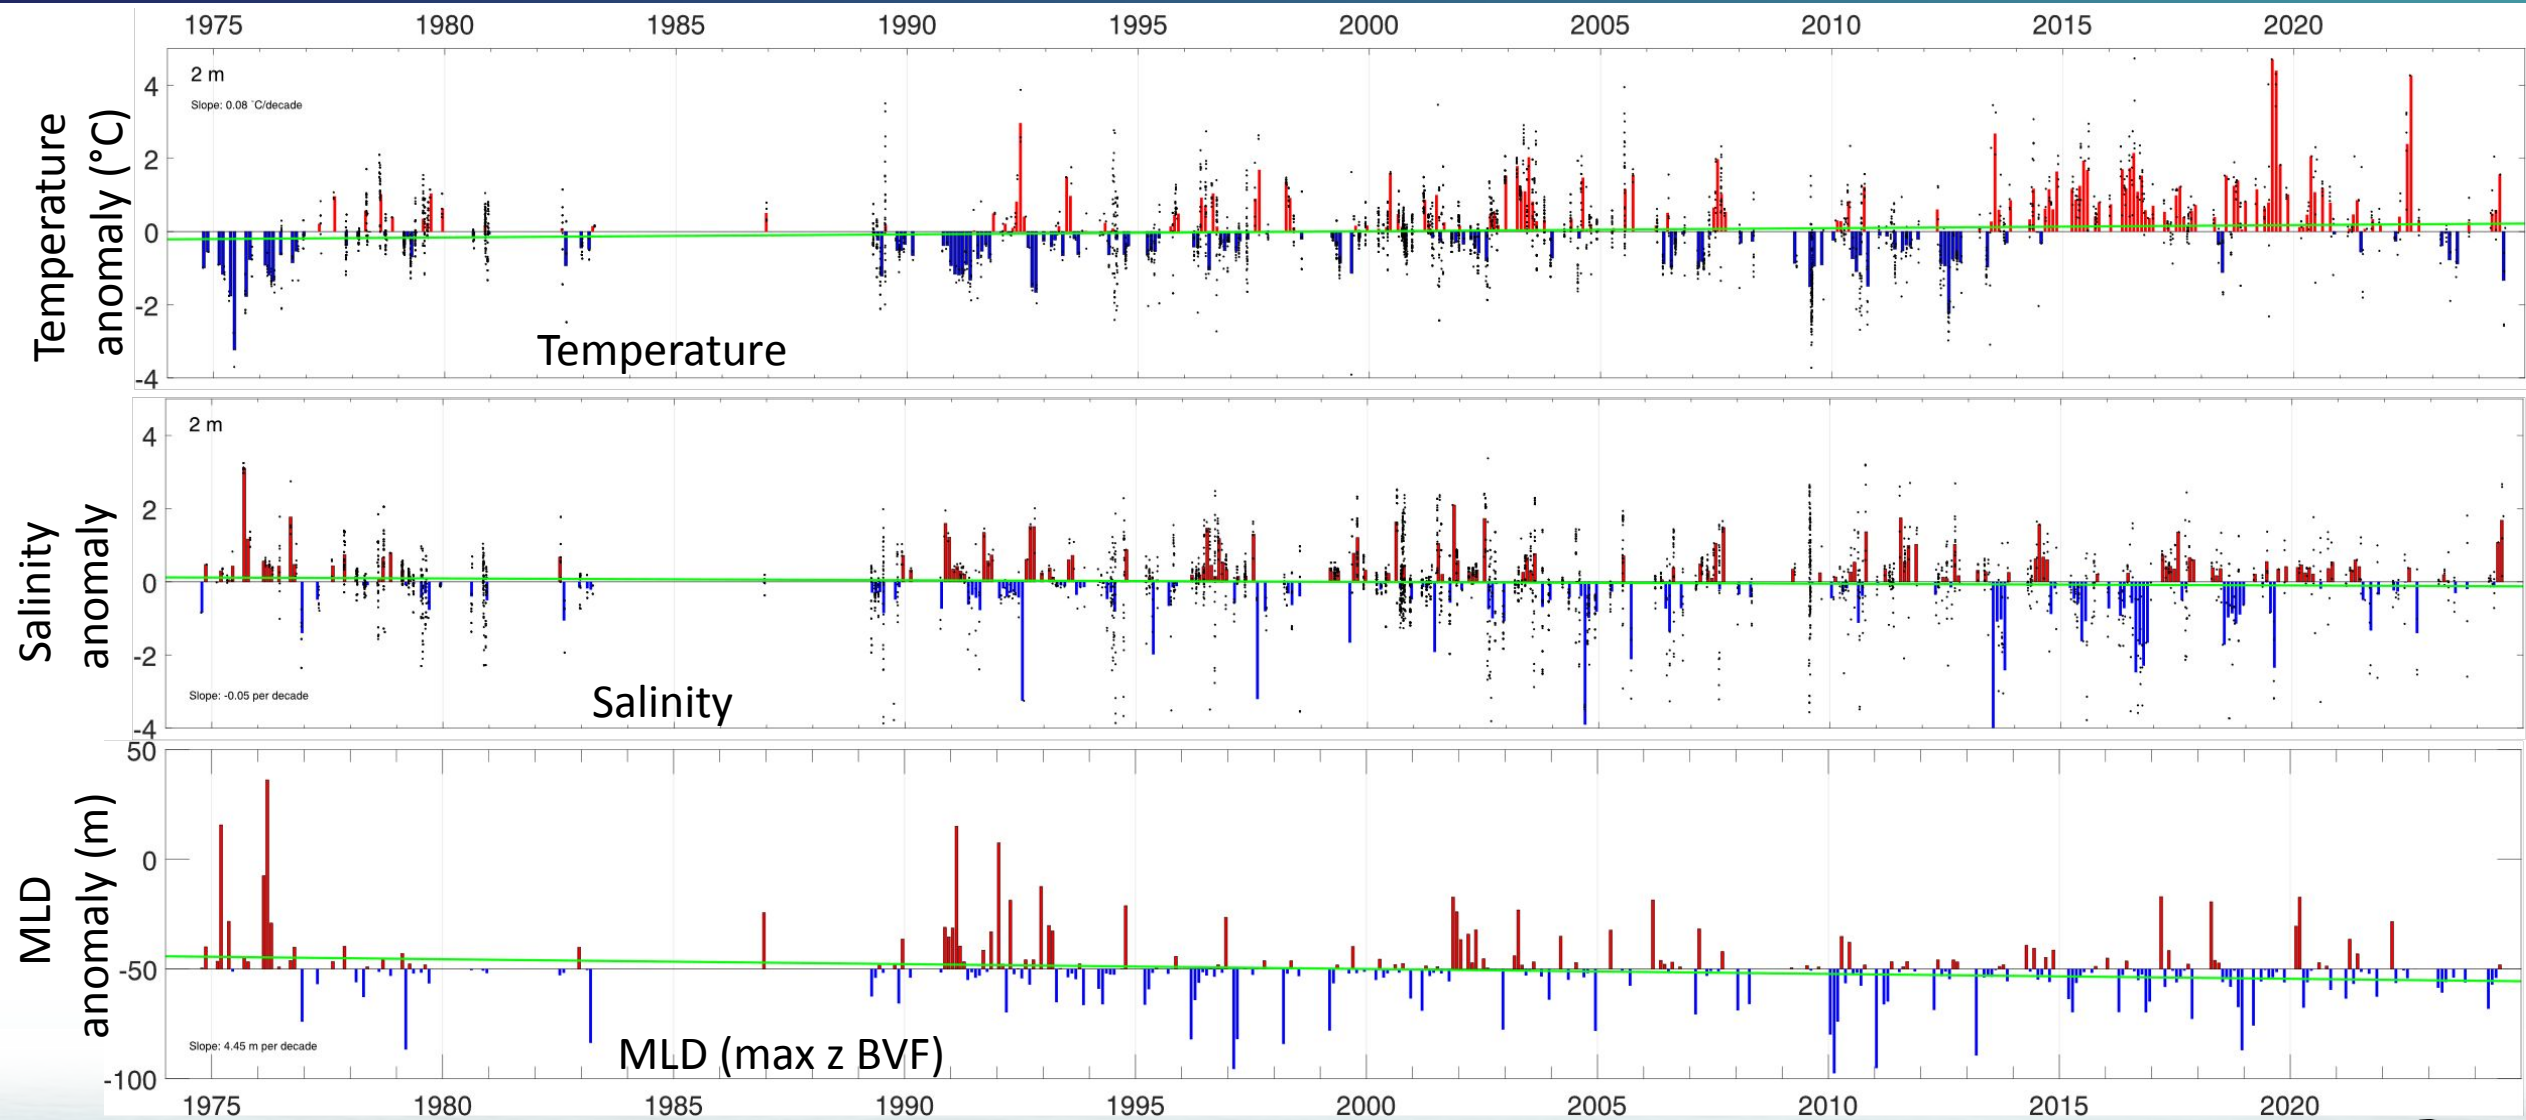 1975 1980 1985 1990 1995 2000 2005 2010 2015 2020
Temperature
anomaly (°C)
4
2
0
-2
-4
2 m
Slope: 0.08 °C/decade
Temperature
Salinity
anomaly
4
2
0
-2
-4
2 m
Slope: -0.05 per decade
Salinity
MLD
anomaly (m)
50
0
-50
-100
Slope: 4.45 m per decade
MLD (max z BVF)
1975 1980 1985 1990 1995 2000 2005 2010 2015 2020